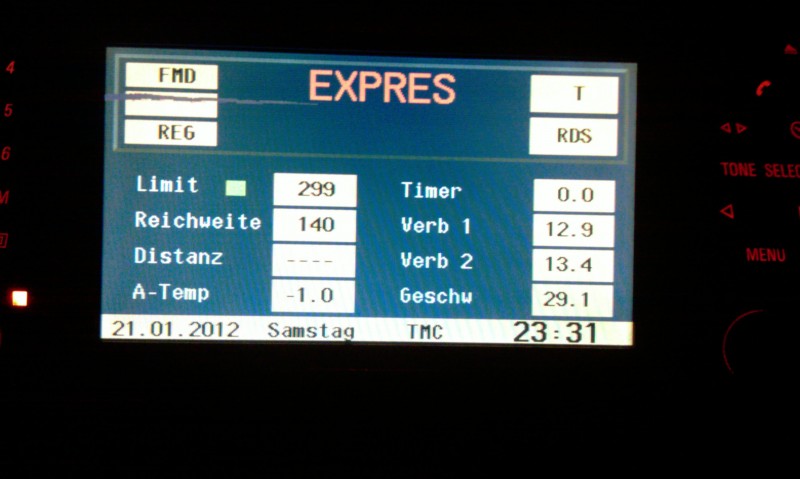 4
5
6
M
FMD
EXPRES
T
REG
RDS
Limit 299 Timer 0.0
Reichweite 140 Verb 1 12.9
Distanz ---- Verb 2 13.4
A-Temp -1.0 Geschw 29.1
21.01.2012 Samstag TMC 23:31
TONE SELEC
MENU